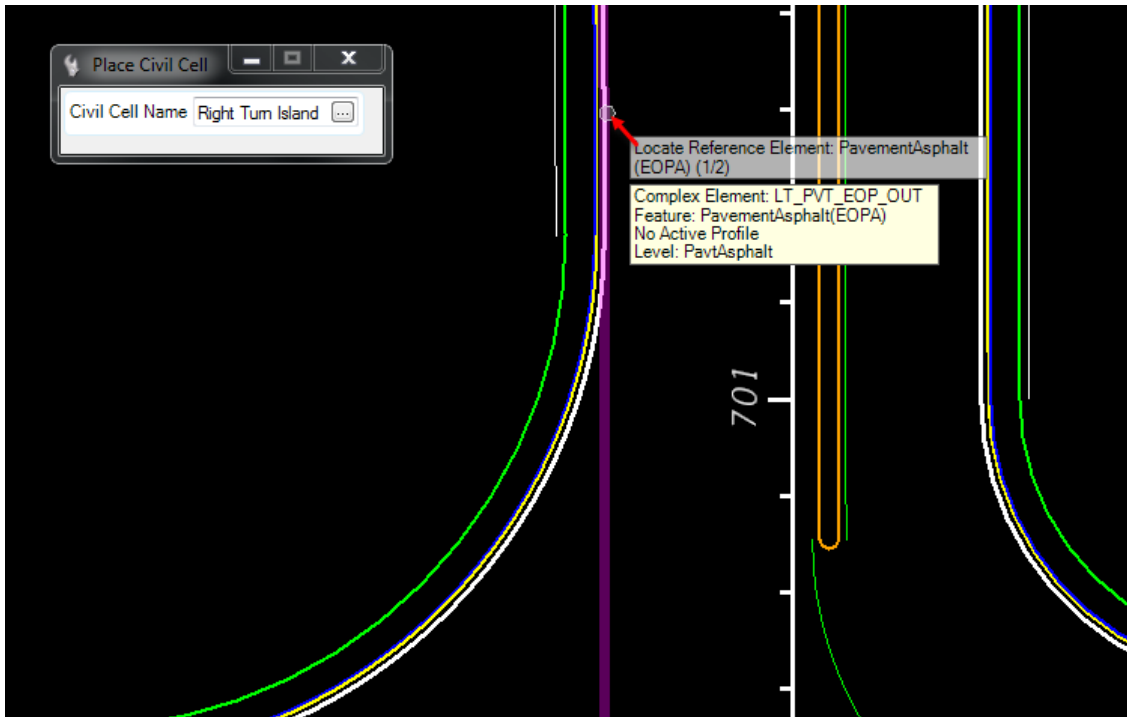 Place Civil Cell
Civil Cell Name Right Turn Island ...
Locate Reference Element: PavementAsphalt
(EOPA) (1/2)
Complex Element: LT_PVT_EOP_OUT
Feature: PavementAsphalt(EOPA)
No Active Profile
Level: PavtAsphalt
701